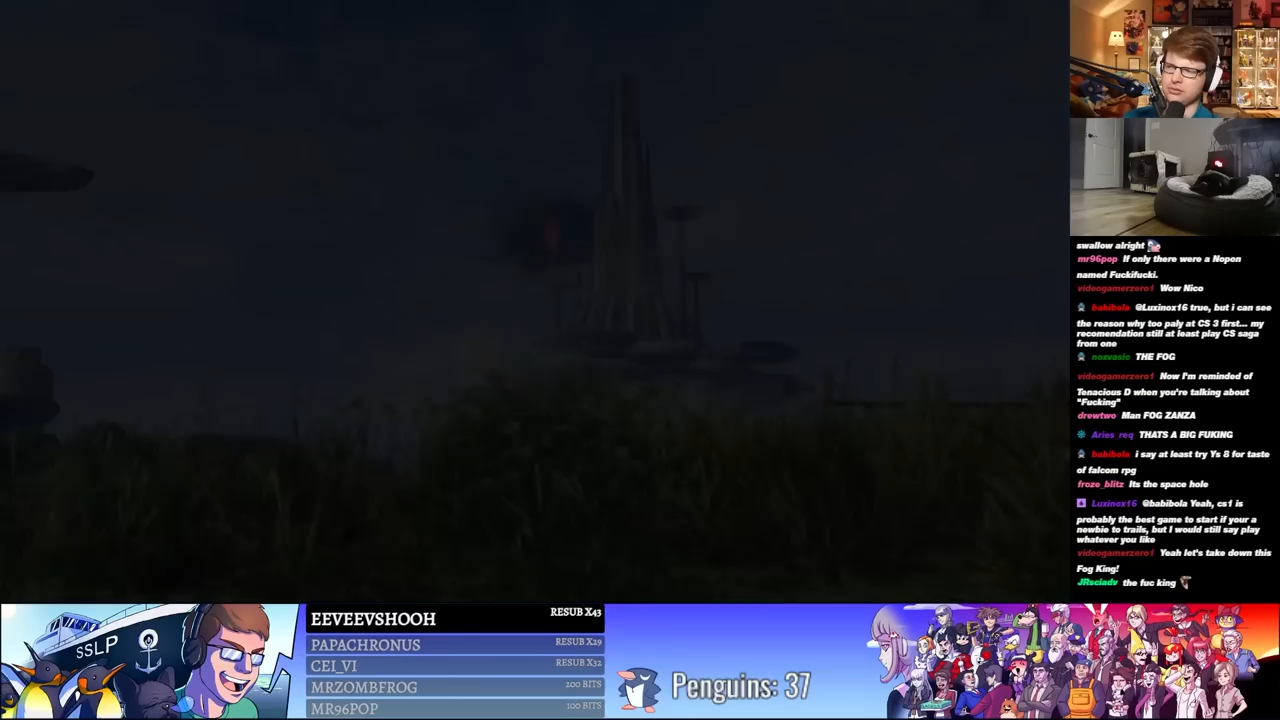 swallow alright
mr96pop If only there were a Nopon
named Fuckifucki.
videogamerzero1 Wow Nico
babibola @Luxinox16 true, but i can see
the reason why too paly at CS 3 first... my
recomendation still at least play CS saga
from one
noxvasic THE FOG
videogamerzero1 Now I'm reminded of
Tenacious D when you're talking about
"Fucking"
drewtwo Man FOG ZANZA
Aries_req THATS A BIG FUKING
babibola i say at least try Ys 8 for taste
of falcom rpg
froze_blitz Its the space hole
Luxinox16 @babibola Yeah, cs1 is
probably the best game to start if your a
newbie to trails, but I would still say play
whatever you like
videogamerzero1 Yeah let's take down this
Fog King!
JRsciadv the fuc king
SSLP
EEVEEVSHOOH RESUB X43
PAPACHRONUS RESUB X29
CEI_VI RESUB X32
MRZOMBFROG 200 BITS
MR96POP 100 BITS
Penguins: 37